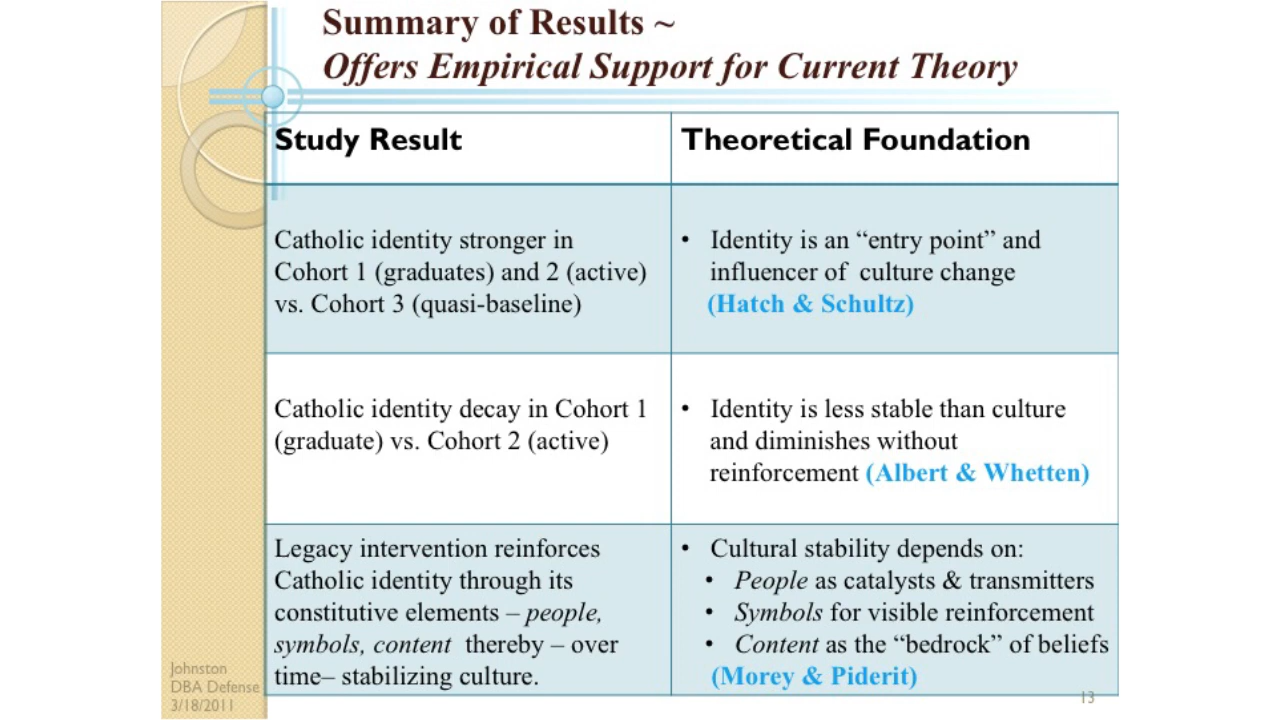 Summary of Results ~
Offers Empirical Support for Current Theory
Study Result
Theoretical Foundation
Catholic identity stronger in
Cohort 1 (graduates) and 2 (active)
vs. Cohort 3 (quasi-baseline)
• Identity is an “entry point” and
influencer of culture change
(Hatch & Schultz)
Catholic identity decay in Cohort 1
(graduate) vs. Cohort 2 (active)
• Identity is less stable than culture
and diminishes without
reinforcement (Albert & Whetten)
Legacy intervention reinforces
Catholic identity through its
constitutive elements – people,
symbols, content thereby – over
time– stabilizing culture.
• Cultural stability depends on:
• People as catalysts & transmitters
• Symbols for visible reinforcement
• Content as the “bedrock” of beliefs
(Morey & Piderit)
Johnston
DBA Defense
3/18/2011
13